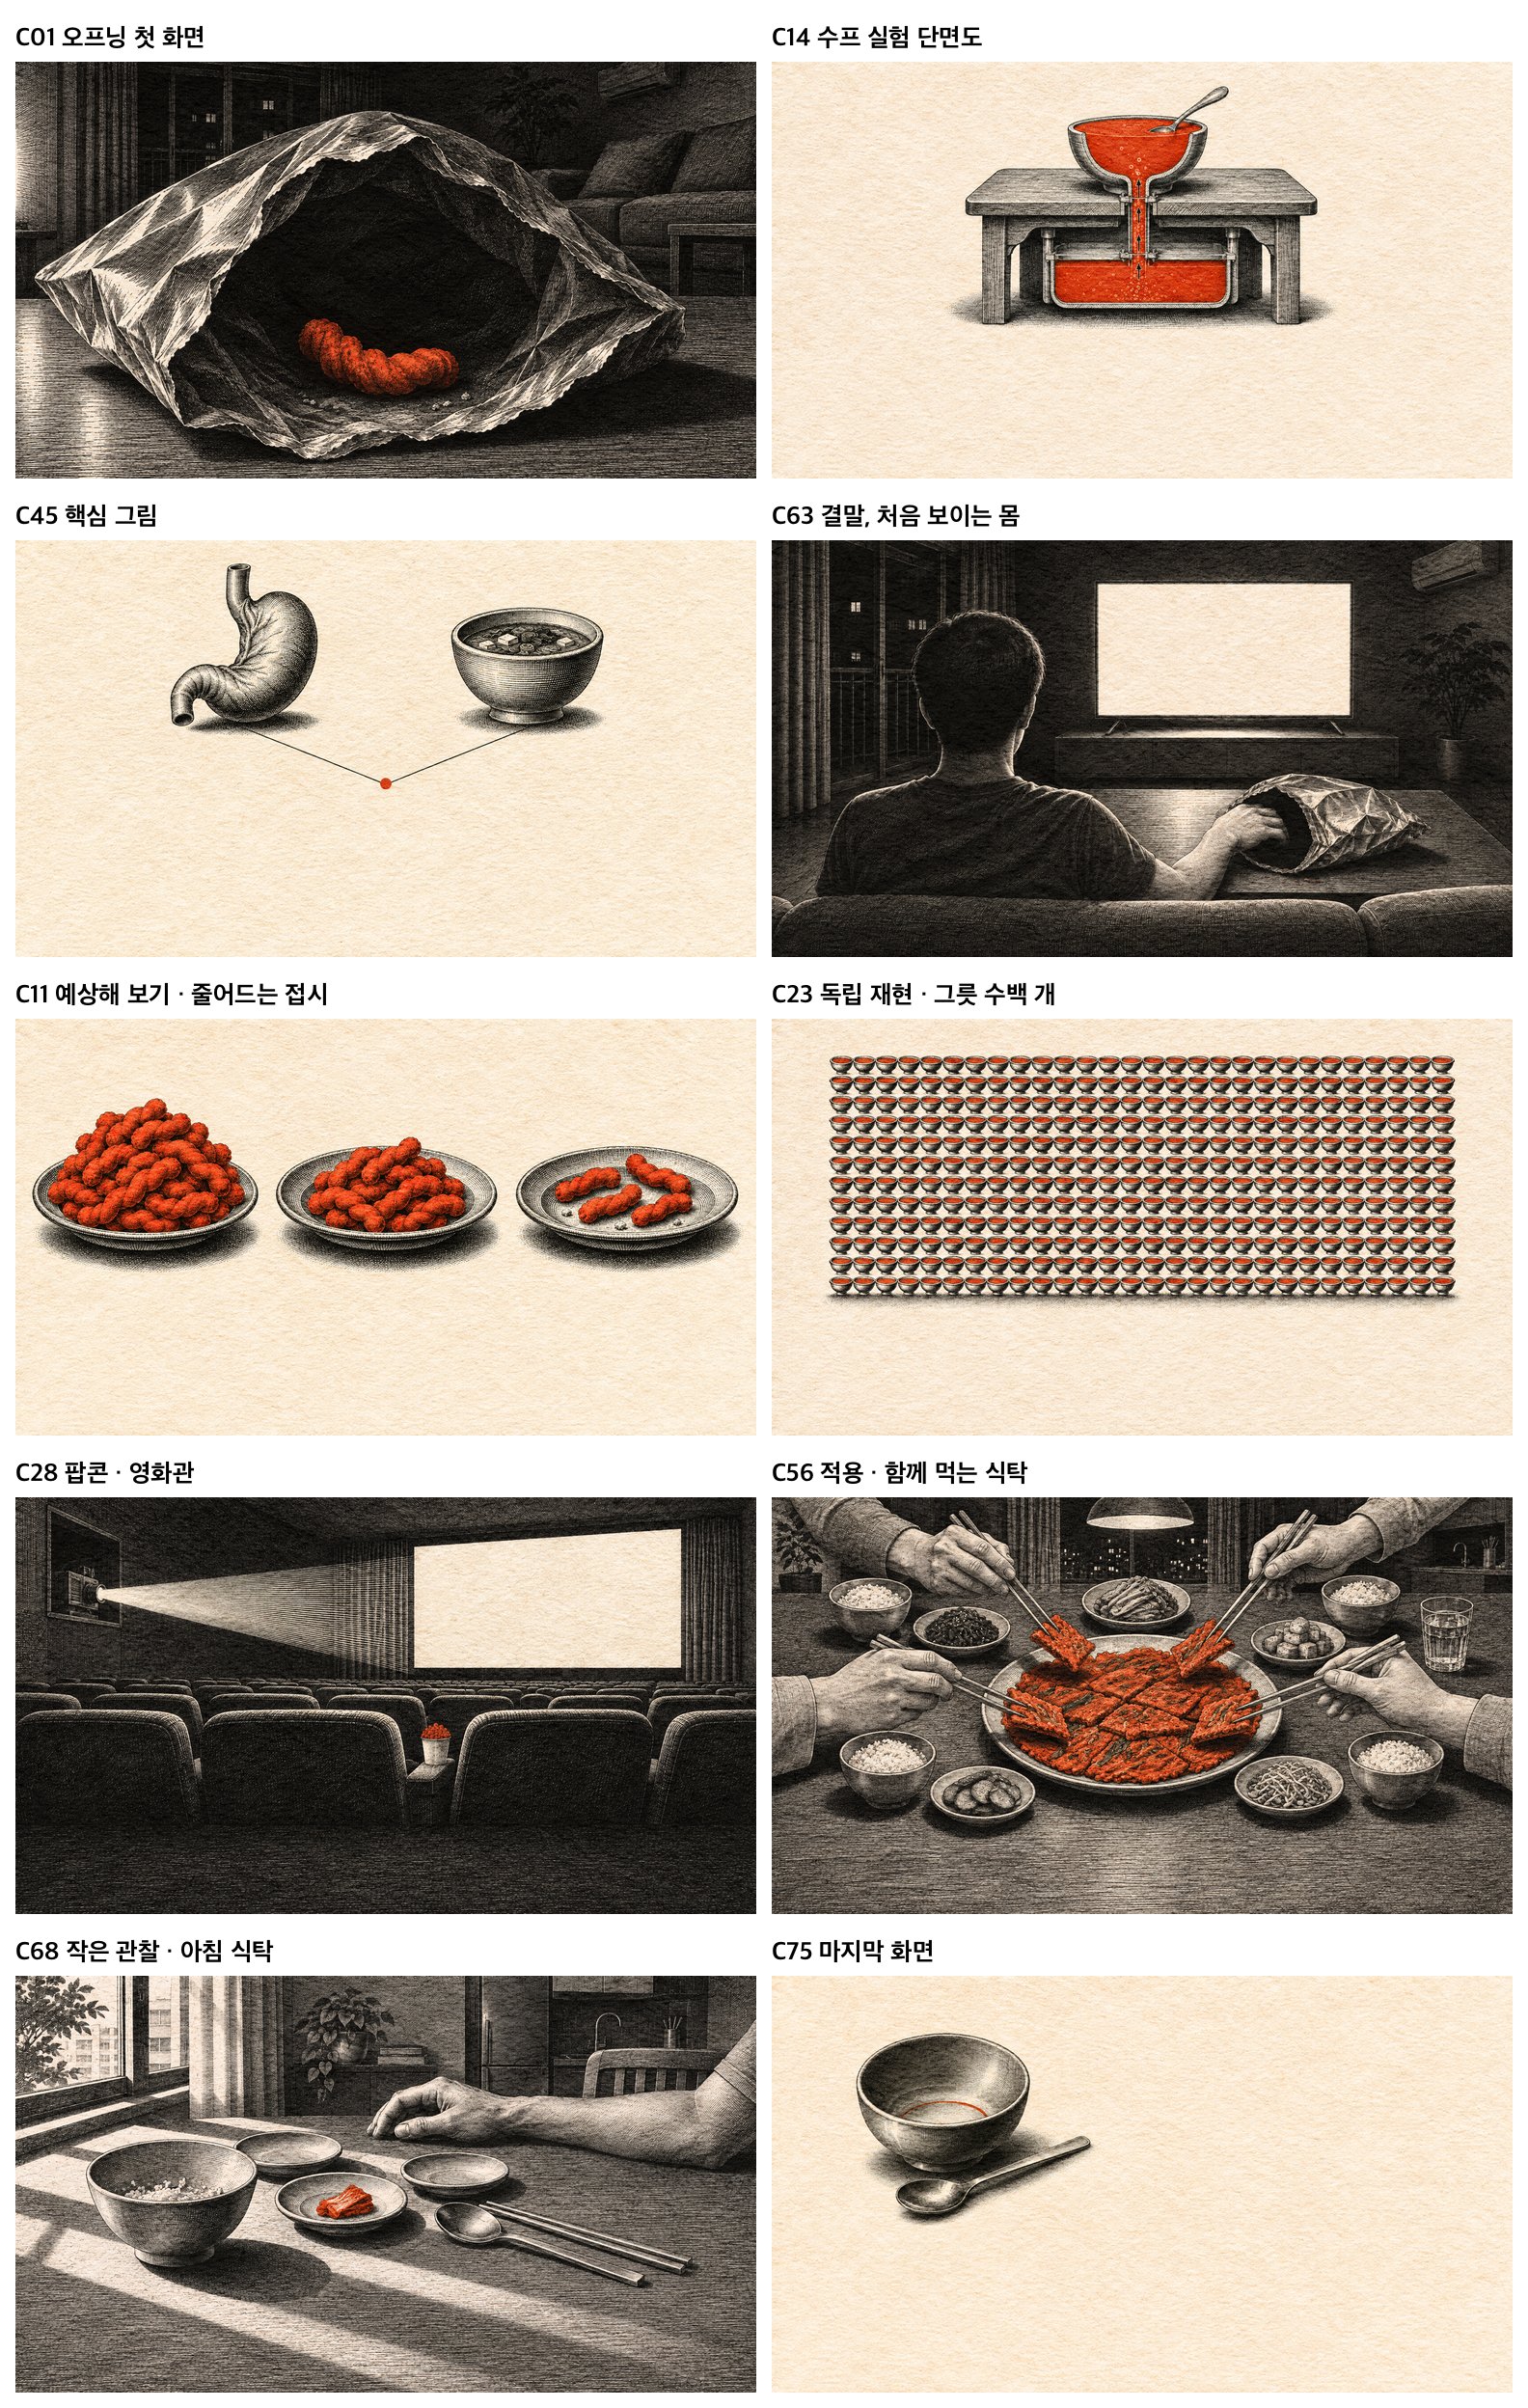 C01 오프닝 첫 화면
C14 수프 실험 단면도
C45 핵심 그림
C63 결말, 처음 보이는 몸
C11 예상해 보기 · 줄어드는 접시
C23 독립 재현 · 그릇 수백 개
C28 팝콘 · 영화관
C56 적용 · 함께 먹는 식탁
C68 작은 관찰 · 아침 식탁
C75 마지막 화면